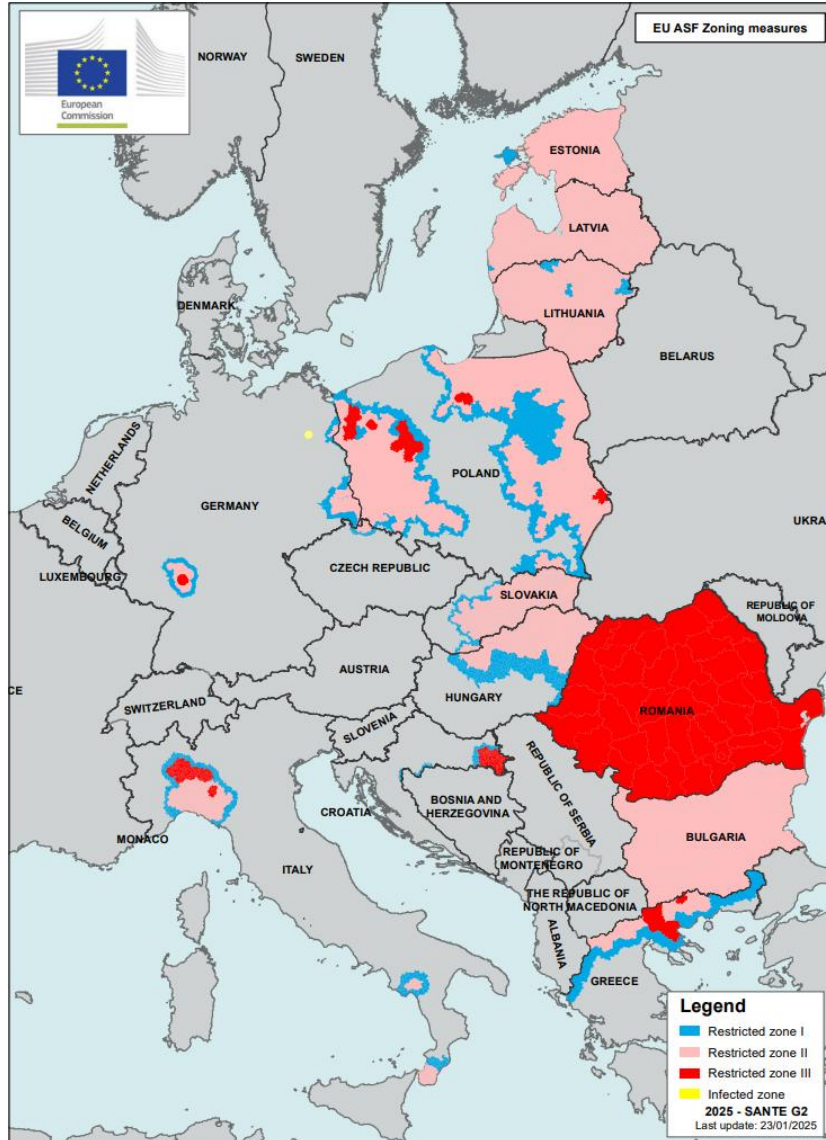 EU ASF Zoning measures
European
Commission
NORWAY
SWEDEN
ESTONIA
LATVIA
DENMARK
LITHUANIA
BELARUS
NETHERLANDS
POLAND
GERMANY
BELGIUM
UKRA
LUXEMBOURG
CZECH REPUBLIC
SLOVAKIA
REPUBLIC OF
MOLDOVA
AUSTRIA
CE
HUNGARY
SWITZERLAND
ROMANIA
SLOVENIA
REPUBLIC OF SERBIA
BOSNIA AND
HERZEGOVINA
CROATIA
MONACO
BULGARIA
ITALY
REPUBLIC OF
MONTENEGRO
THE REPUBLIC OF
NORTH MACEDONIA
ALBANIA
GREECE
Legend
Restricted zone I
Restricted zone II
Restricted zone III
Infected zone
2025 - SANTE G2
Last update: 23/01/2025